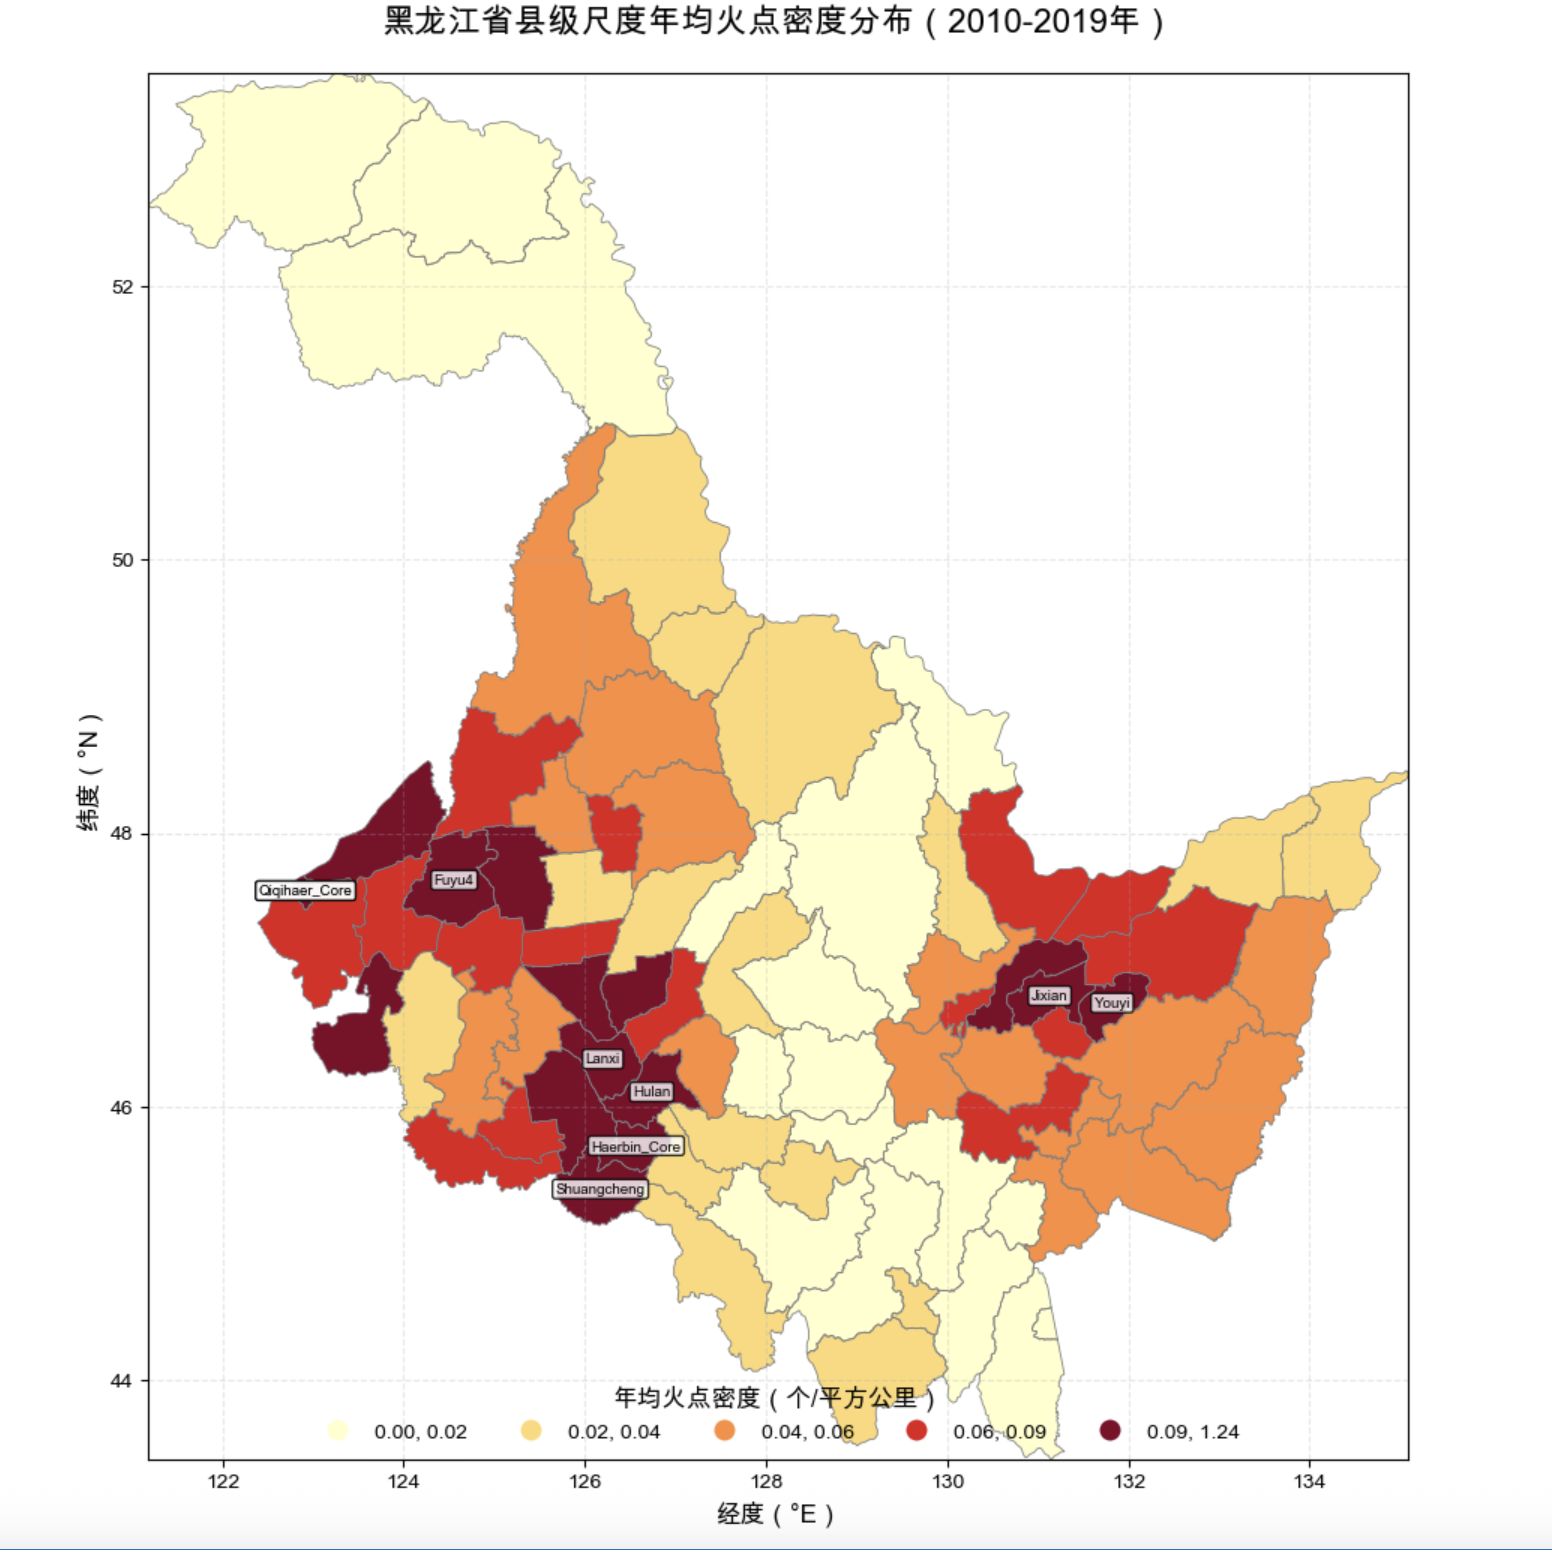 黑龙江省县级尺度年均火点密度分布（2010-2019年）
52
50
48
46
44
纬度（°N）
Qiqihaer_Core
Fuyu4
Jixian
Youyi
Lanxi
Hulan
Haerbin_Core
Shuangcheng
年均火点密度（个/平方公里）
0.00, 0.02
0.02, 0.04
0.04, 0.06
0.06, 0.09
0.09, 1.24
122
124
126
128
130
132
134
经度（°E）